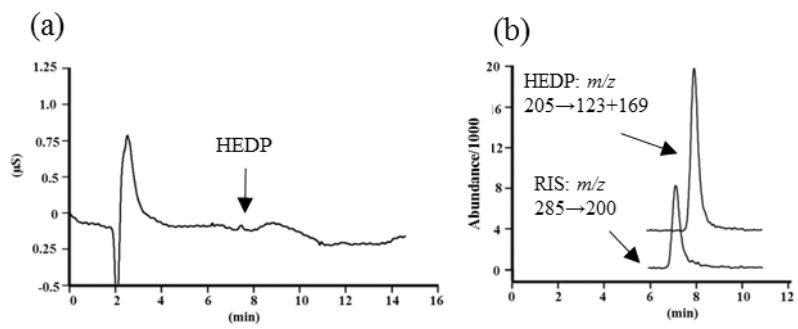 (a)
1.25
1.0
0.75
0.5
0
0.25
-0.5
(µS)
HEDP
0 2 4 6 8 10 12 14 16
(min)
(b)
20
16
12
8
4
0
Abundance/1000
HEDP: m/z
205→123+169
RIS: m/z
285→200
0 2 4 6 8 10 12
(min)